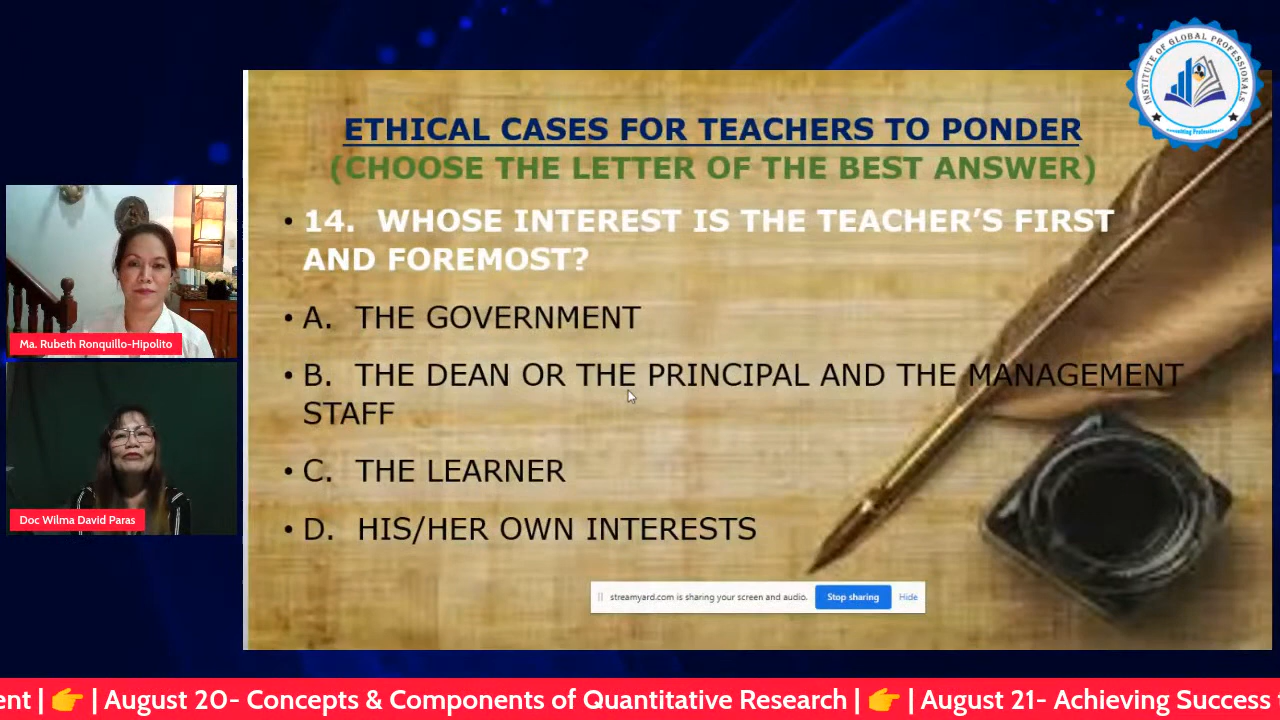 INSTITUTE OF GLOBAL PROFESSIONALS
ETHICAL CASES FOR TEACHERS TO PONDER
(CHOOSE THE LETTER OF THE BEST ANSWER)
• 14. WHOSE INTEREST IS THE TEACHER'S FIRST
AND FOREMOST?
• A. THE GOVERNMENT
• B. THE DEAN OR THE PRINCIPAL AND THE MANAGEMENT
STAFF
• C. THE LEARNER
• D. HIS/HER OWN INTERESTS
Ma. Rubeth Ronquillo-Hipolito
Doc Wilma David Paras
streamyard.com is sharing your screen and audio. Stop sharing Hide
ent | 👉 | August 20- Concepts & Components of Quantitative Research | 👉 | August 21- Achieving Success